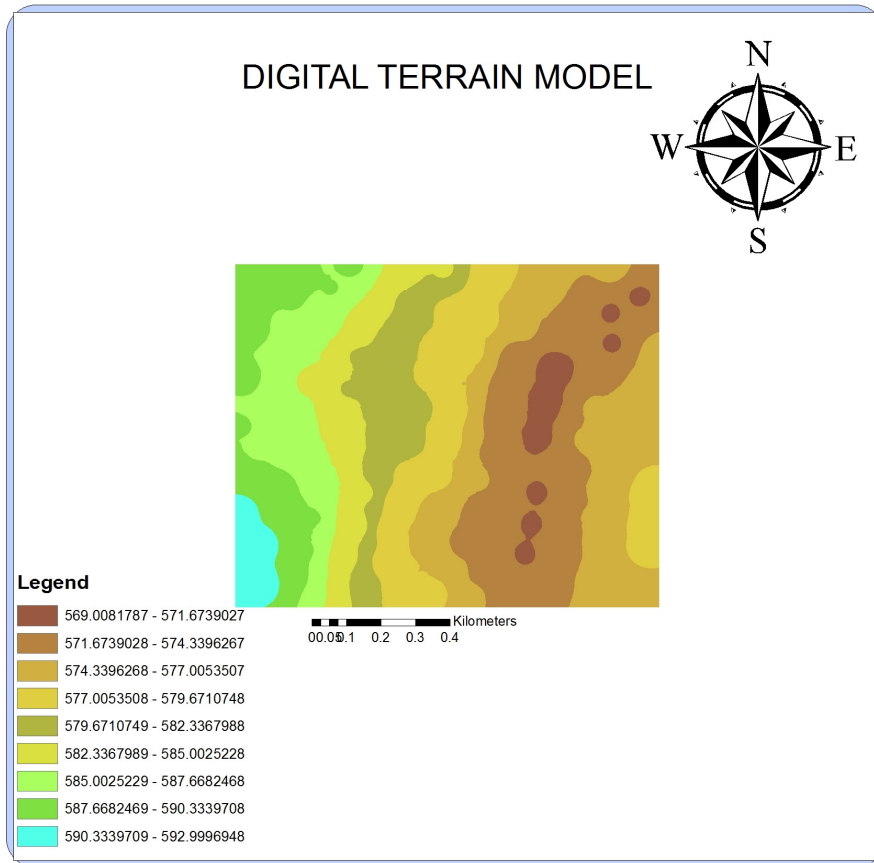 DIGITAL TERRAIN MODEL
N
W E
S
Legend
569.0081787 - 571.6739027
571.6739028 - 574.3396267
574.3396268 - 577.0053507
577.0053508 - 579.6710748
579.6710749 - 582.3367988
582.3367989 - 585.0025228
585.0025229 - 587.6682468
587.6682469 - 590.3339708
590.3339709 - 592.9996948
Kilometers
00.050.1 0.2 0.3 0.4